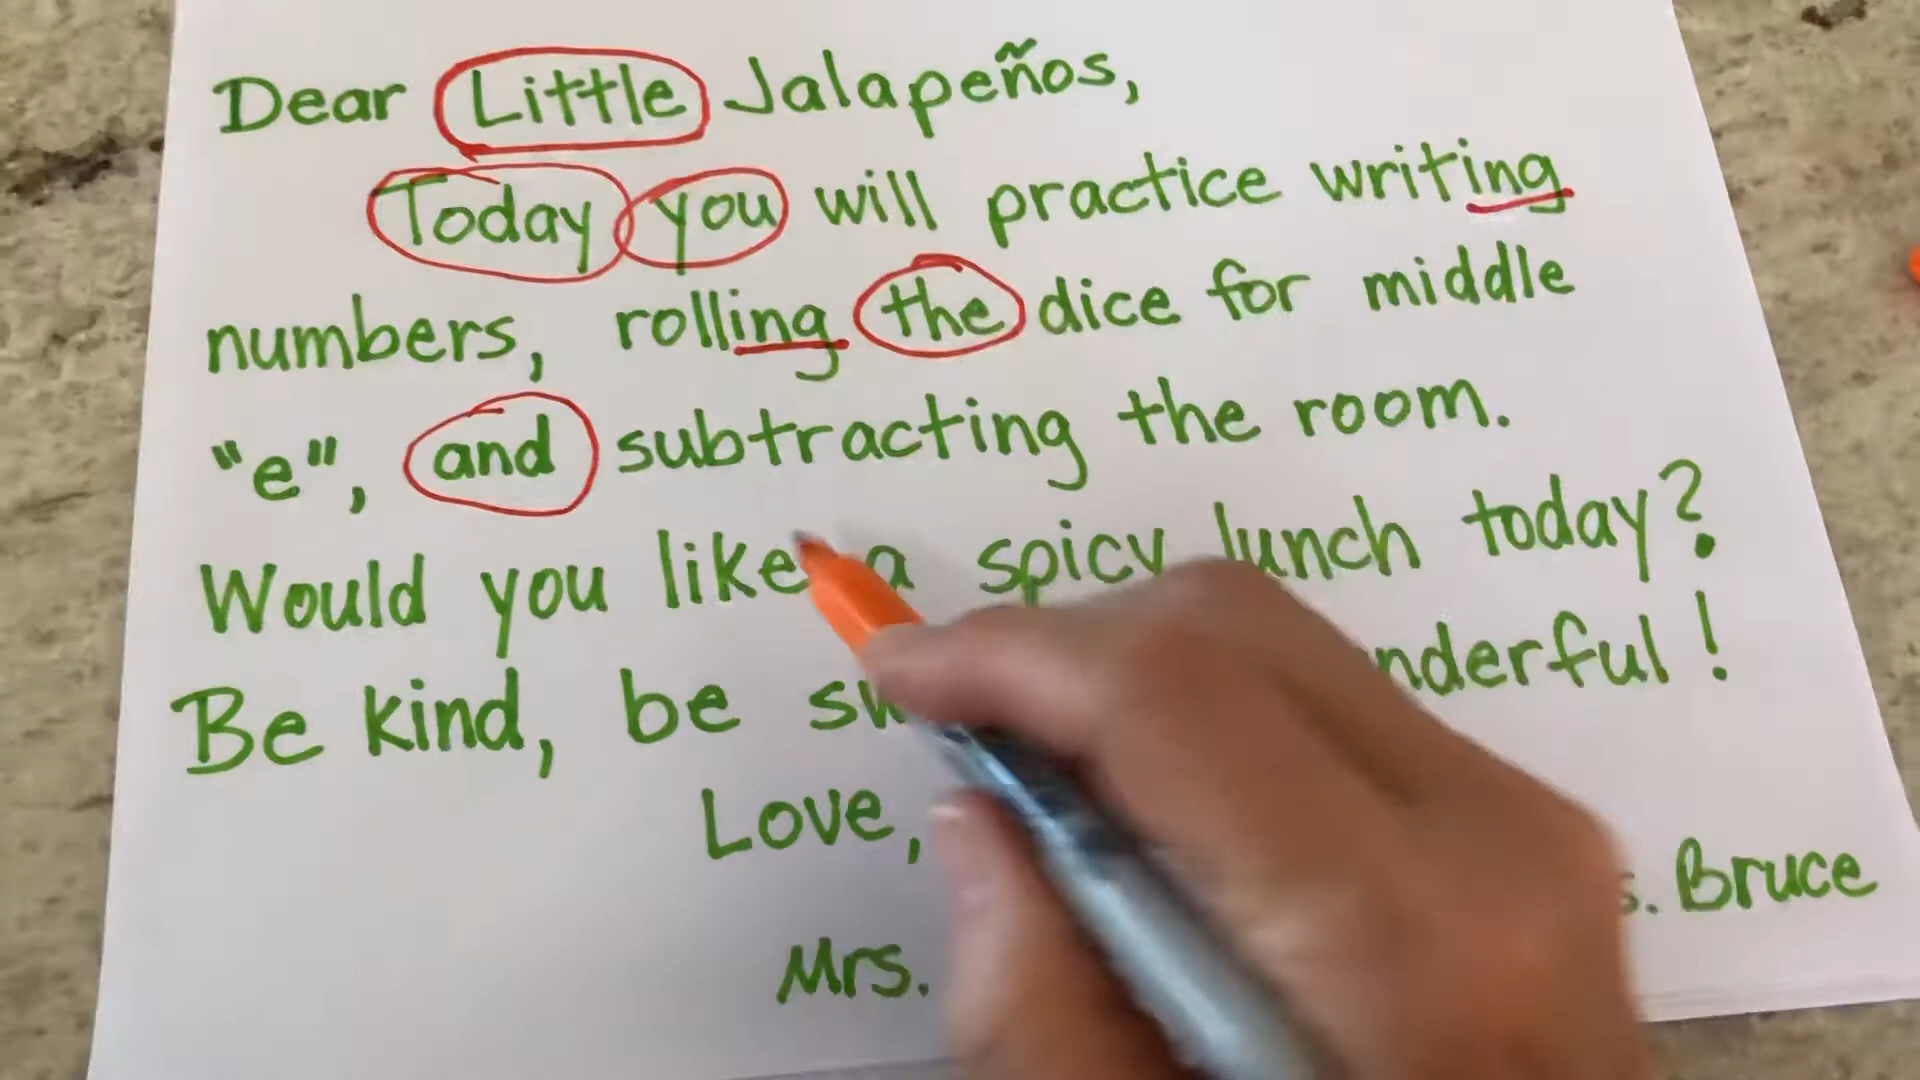 Dear Little Jalapeños,
Today you will practice writing
numbers, rolling the dice for middle
"e", and subtracting the room.
Would you like a spicy lunch today?
Be kind, be
Love,
Bruce
Mrs.